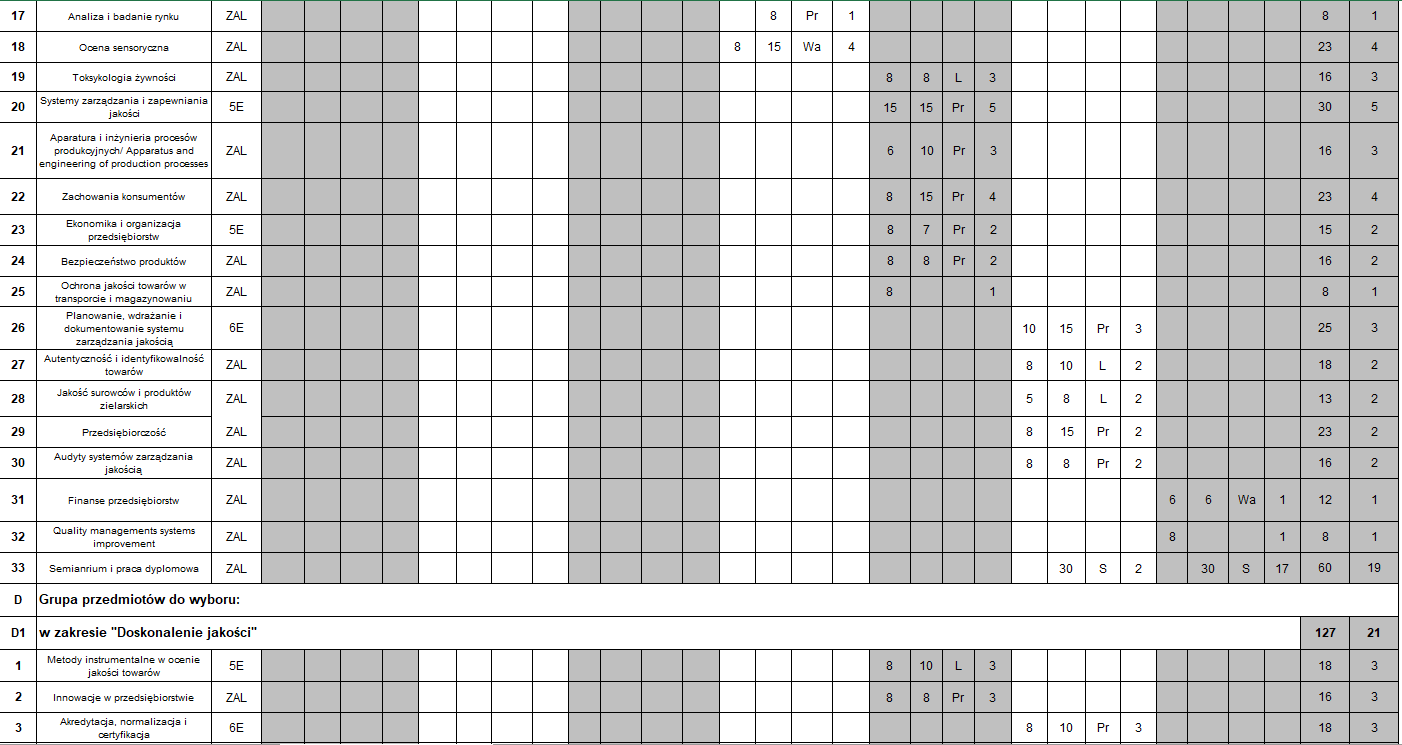 17 Analiza i badanie rynku ZAL 8 Pr 1 8 1
18 Ocena sensoryczna ZAL 8 15 Wa 4 23 4
19 Toksykologia żywności ZAL 8 8 L 3 16 3
20 Systemy zarządzania i zapewniania
jakości 5E 15 15 Pr 5 30 5
21 Aparatura i inżynieria procesów
produkcyjnych/ Apparatus and
engineering of production processes ZAL 6 10 Pr 3 16 3
22 Zachowania konsumentów ZAL 8 15 Pr 4 23 4
23 Ekonomika i organizacja
przedsiębiorstw 5E 8 7 Pr 2 15 2
24 Bezpieczeństwo produktów ZAL 8 8 Pr 2 16 2
25 Ochrona jakości towarów w
transporcie i magazynowaniu ZAL 8 1 8 1
26 Planowanie, wdrażanie i
dokumentowanie systemu
zarządzania jakością 6E 10 15 Pr 3 25 3
27 Autentyczność i identyfikowalność
towarów ZAL 8 10 L 2 18 2
28 Jakość surowców i produktów
zielarskich ZAL 5 8 L 2 13 2
29 Przedsiębiorczość ZAL 8 15 Pr 2 23 2
30 Audyty systemów zarządzania
jakością ZAL 8 8 Pr 2 16 2
31 Finanse przedsiębiorstw ZAL 6 6 Wa 1 12 1
32 Quality managements systems
improvement ZAL 8 1 8 1
33 Semianrium i praca dyplomowa ZAL 30 S 2 30 S 17 60 19
D Grupa przedmiotów do wyboru:
D1 w zakresie "Doskonalenie jakości" 127 21
1 Metody instrumentalne w ocenie
jakości towarów 5E 8 10 L 3 18 3
2 Innowacje w przedsiębiorstwie ZAL 8 8 Pr 3 16 3
3 Akredytacja, normalizacja i
certyfikacja 6E 8 10 Pr 3 18 3